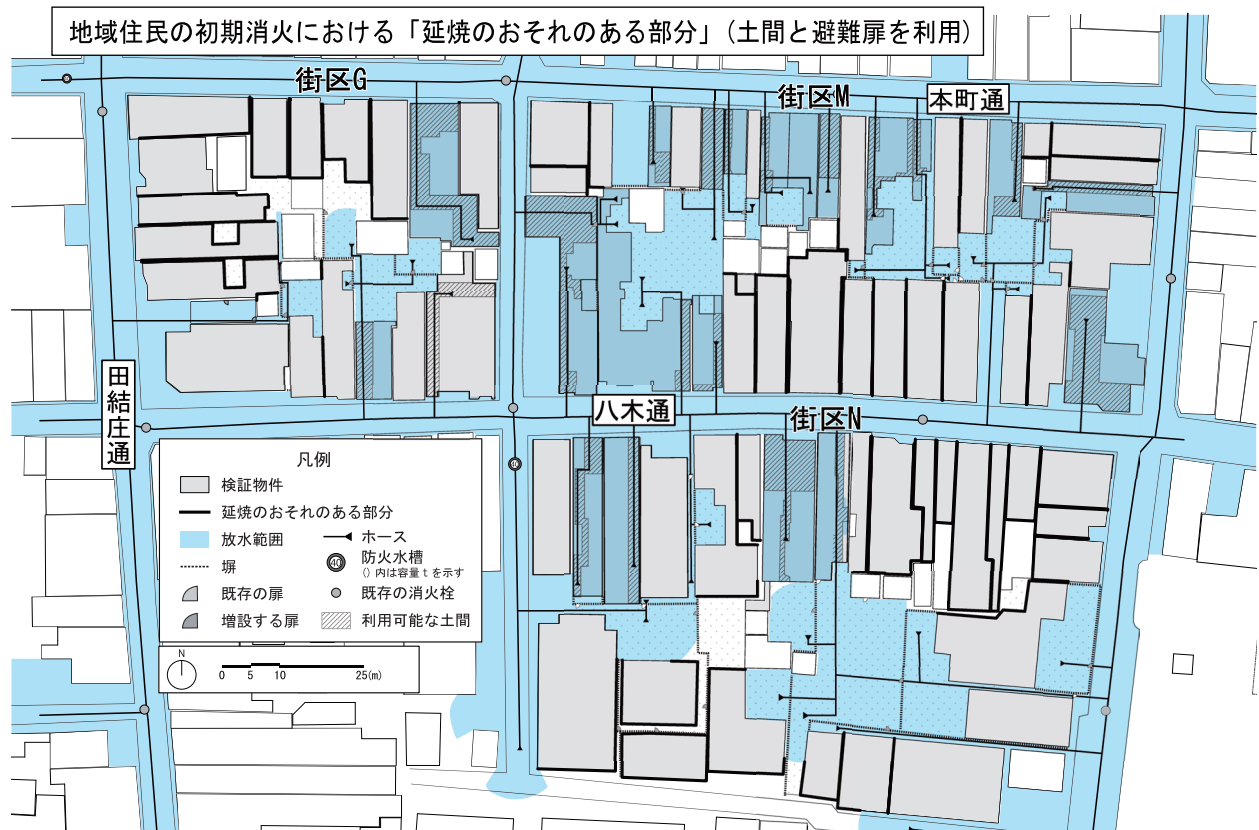 地域住民の初期消火における「延焼のおそれのある部分」(土間と避難扉を利用)
街区G
街区M
本町通
田結庄通
八木通
街区N
凡例
検証物件
延焼のおそれのある部分
放水範囲
塀
既存の扉
増設する扉
ホース
40
防火水槽
()内は容量tを示す
既存の消火栓
利用可能な土間
N
0 5 10 25(m)